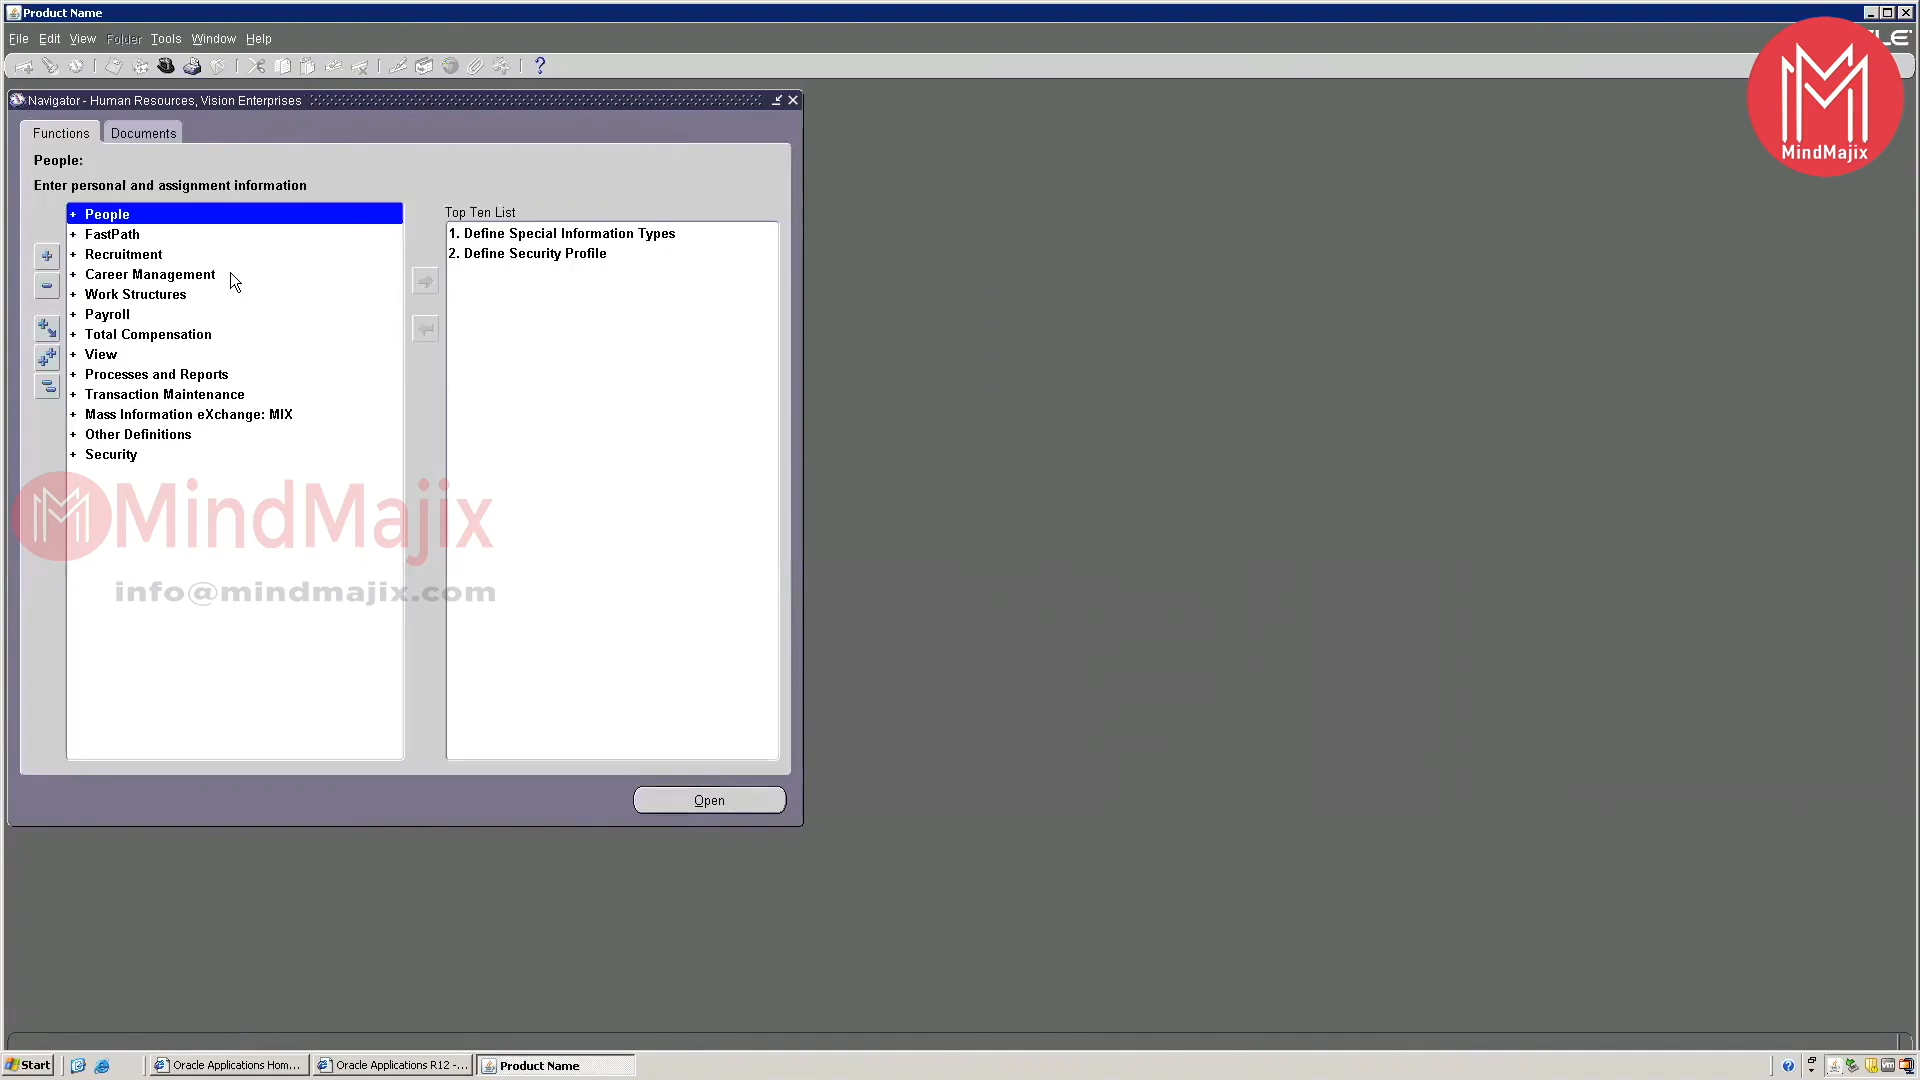 Product Name
File Edit View Folder Tools Window Help
Navigator - Human Resources, Vision Enterprises
Functions Documents
People:
Enter personal and assignment information
+ People
+ FastPath
+ Recruitment
+ Career Management
+ Work Structures
+ Payroll
+ Total Compensation
+ View
+ Processes and Reports
+ Transaction Maintenance
+ Mass Information eXchange: MIX
+ Other Definitions
+ Security
Top Ten List
1. Define Special Information Types
2. Define Security Profile
Open
MindMajix
MindMajix
info@mindmajix.com
Start Oracle Applications Hom... Oracle Applications R12 -... Product Name